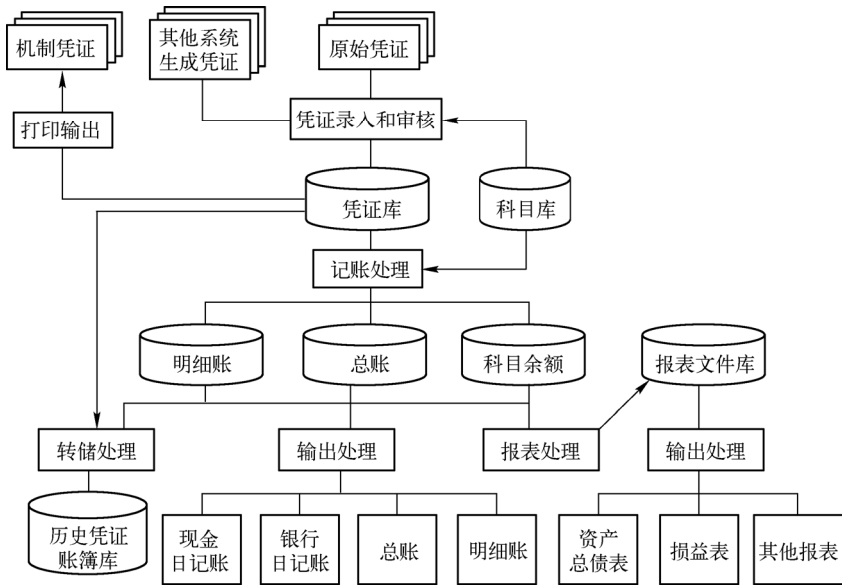 机制凭证
其他系统
生成凭证
原始凭证
打印输出
凭证录入和审核
凭证库
科目库
记账处理
明细账
总账
科目余额
报表文件库
转储处理
输出处理
报表处理
输出处理
历史凭证
账簿库
现金
日记账
银行
日记账
总账
明细账
资产
总债表
损益表
其他报表